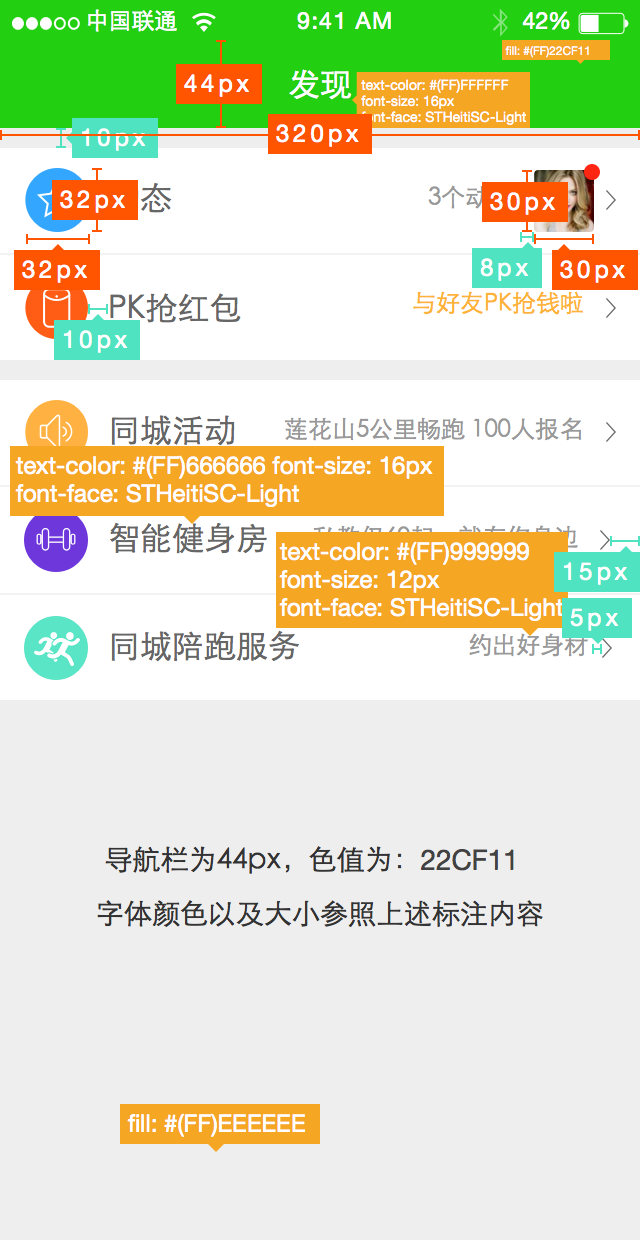 中国联通 9:41 AM 42%
fill: #(FF)22CF11
44px 发现
text-color: #(FF)FFFFFF
font-size: 16px
font-face: STHeitiSC-Light
10px 320px
32px 态 3个动 30px
32px 8px 30px
PK抢红包 与好友PK抢钱啦
10px
同城活动 莲花山5公里畅跑 100人报名
text-color: #(FF)666666 font-size: 16px
font-face: STHeitiSC-Light
智能健身房
text-color: #(FF)999999
font-size: 12px
font-face: STHeitiSC-Light
15px
5px
同城陪跑服务 约出好身材
导航栏为44px，色值为：22CF11
字体颜色以及大小参照上述标注内容
fill: #(FF)EEEEEE